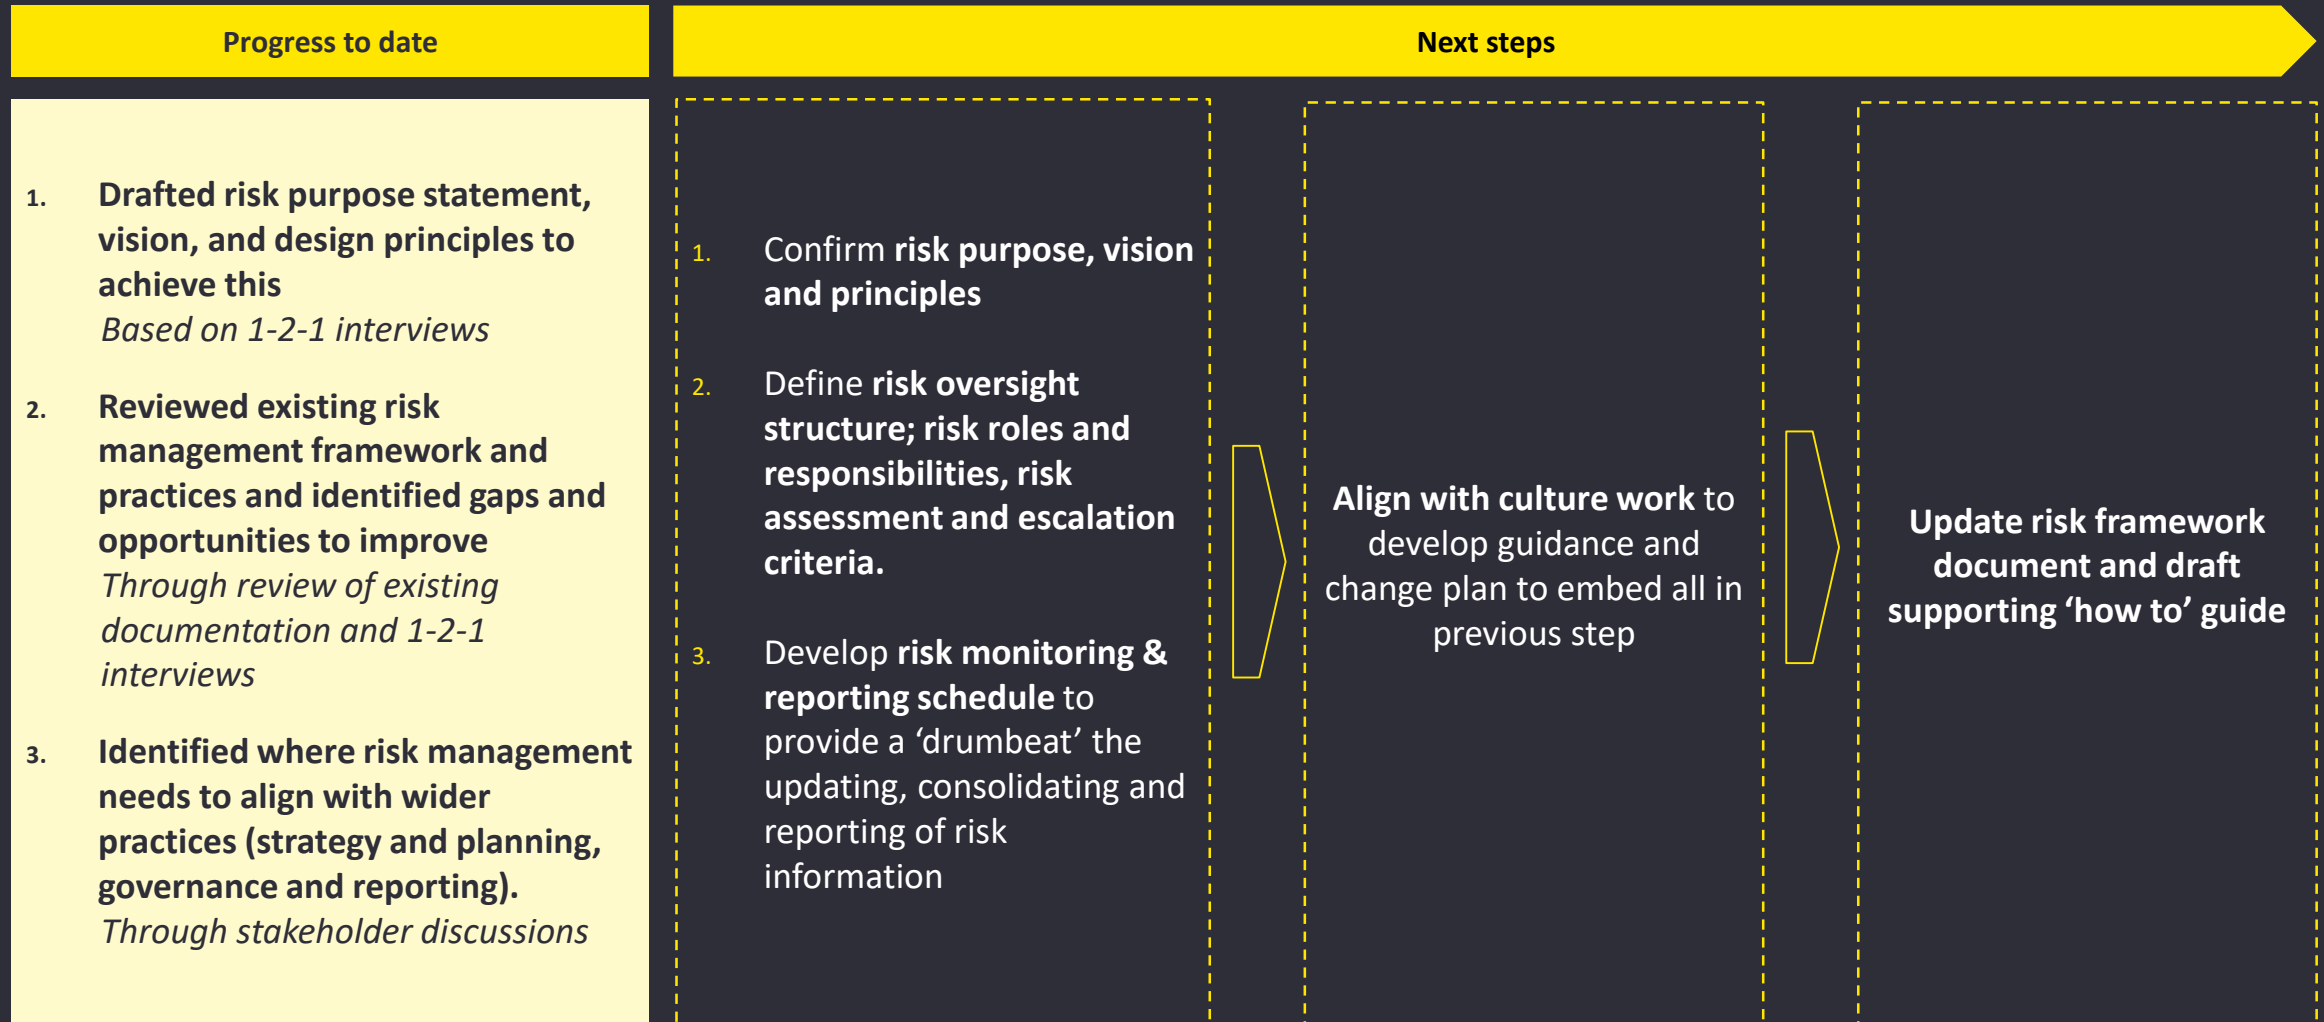 Progress to date
Next steps
1. Drafted risk purpose statement,
vision, and design principles to
achieve this
Based on 1-2-1 interviews
2. Reviewed existing risk
management framework and
practices and identified gaps and
opportunities to improve
Through review of existing
documentation and 1-2-1
interviews
3. Identified where risk management
needs to align with wider
practices (strategy and planning,
governance and reporting).
Through stakeholder discussions
1. Confirm risk purpose, vision
and principles
2. Define risk oversight
structure; risk roles and
responsibilities, risk
assessment and escalation
criteria.
3. Develop risk monitoring &
reporting schedule to
provide a ‘drumbeat’ the
updating, consolidating and
reporting of risk
information
Align with culture work to
develop guidance and
change plan to embed all in
previous step
Update risk framework
document and draft
supporting ‘how to’ guide